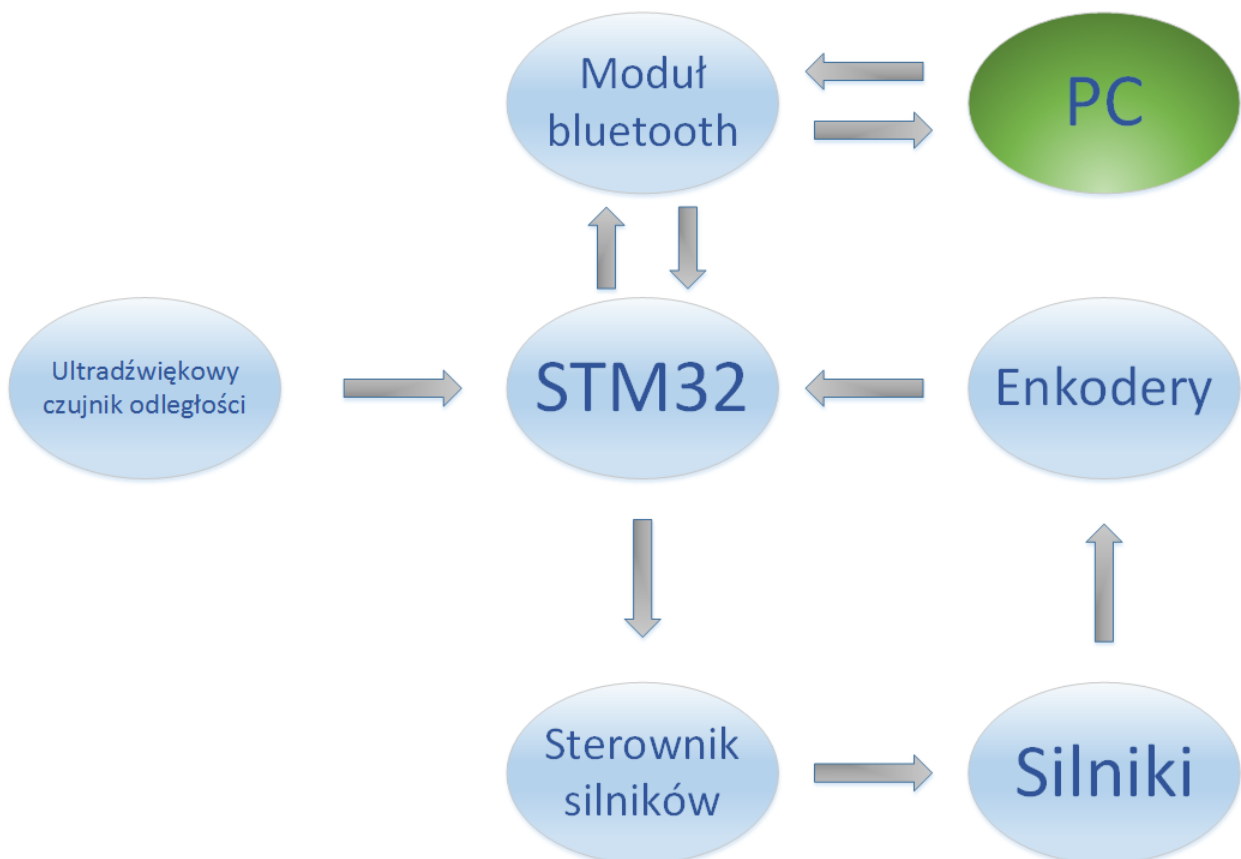 Moduł
bluetooth
PC
Ultradźwiękowy
czujnik odległości
STM32
Enkodery
Sterownik
silników
Silniki